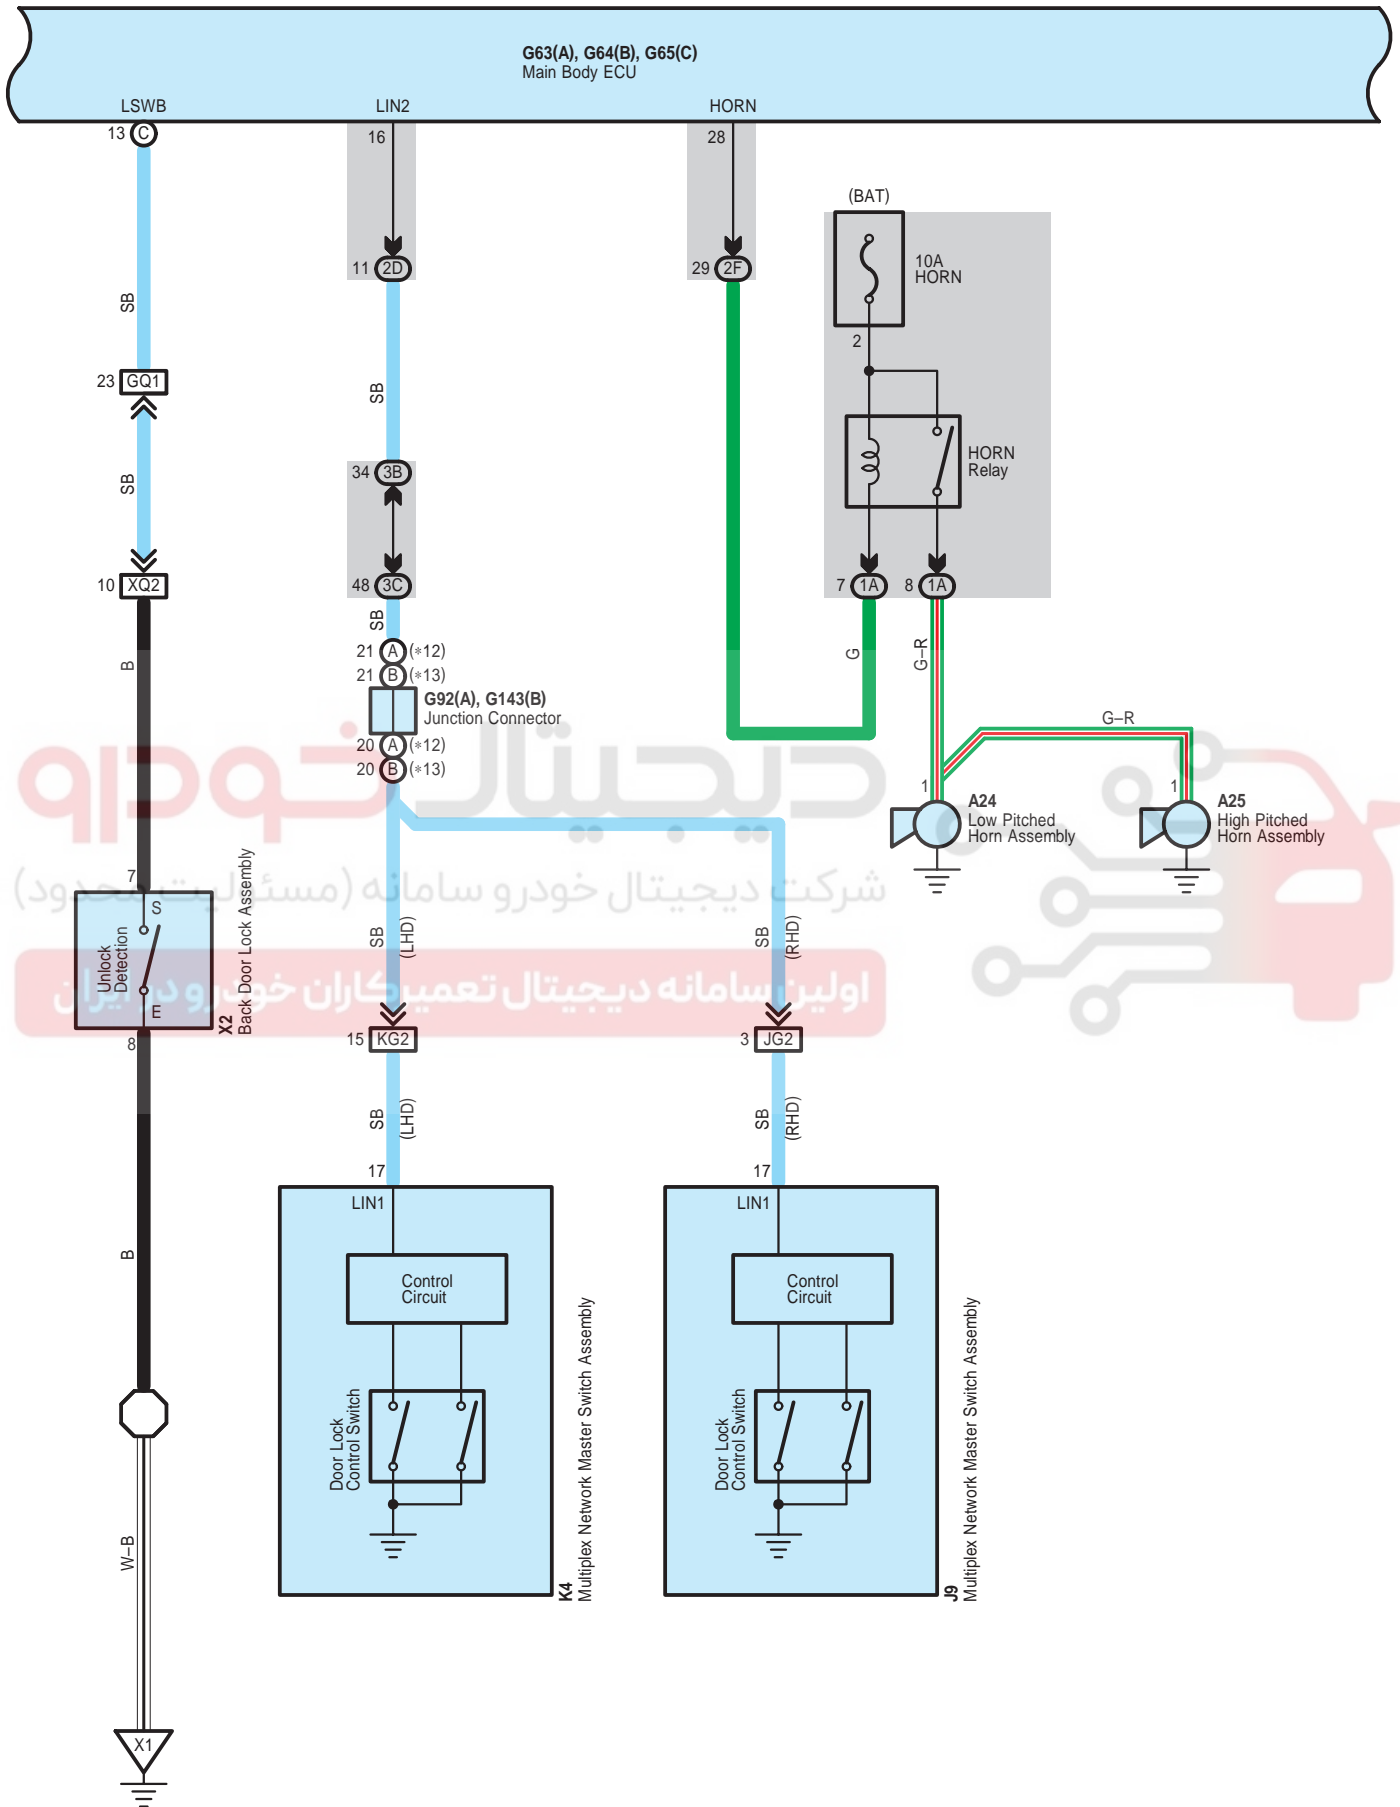 G63(A), G64(B), G65(C)
Main Body ECU
LSWB
LIN2
HORN
13 C
16
28
(BAT)
10A
HORN
11 2D
29 2F
2
SB
23 GQ1
SB
34 3B
HORN
Relay
SB
10 XQ2
48 3C
7 1A
8 1A
SB
21 A (*12)
21 B (*13)
G92(A), G143(B)
Junction Connector
20 A (*12)
20 B (*13)
B
G
G–R
G–R
دیجیتال خودرو
1
A24
Low Pitched
Horn Assembly
1
A25
High Pitched
Horn Assembly
شرکت دیجیتال خودرو سامانه (مسئولیت محدود)
7
S
Unlock
Detection
E
X2
Back Door Lock Assembly
8
SB
(LHD)
SB
(RHD)
اولین سامانه دیجیتال تعمیرکاران خودرو در ایران
15 KG2
3 JG2
SB
(LHD)
SB
(RHD)
17
17
LIN1
LIN1
B
Control
Circuit
Control
Circuit
Door Lock
Control Switch
Door Lock
Control Switch
K4
Multiplex Network Master Switch Assembly
J9
Multiplex Network Master Switch Assembly
W–B
X1